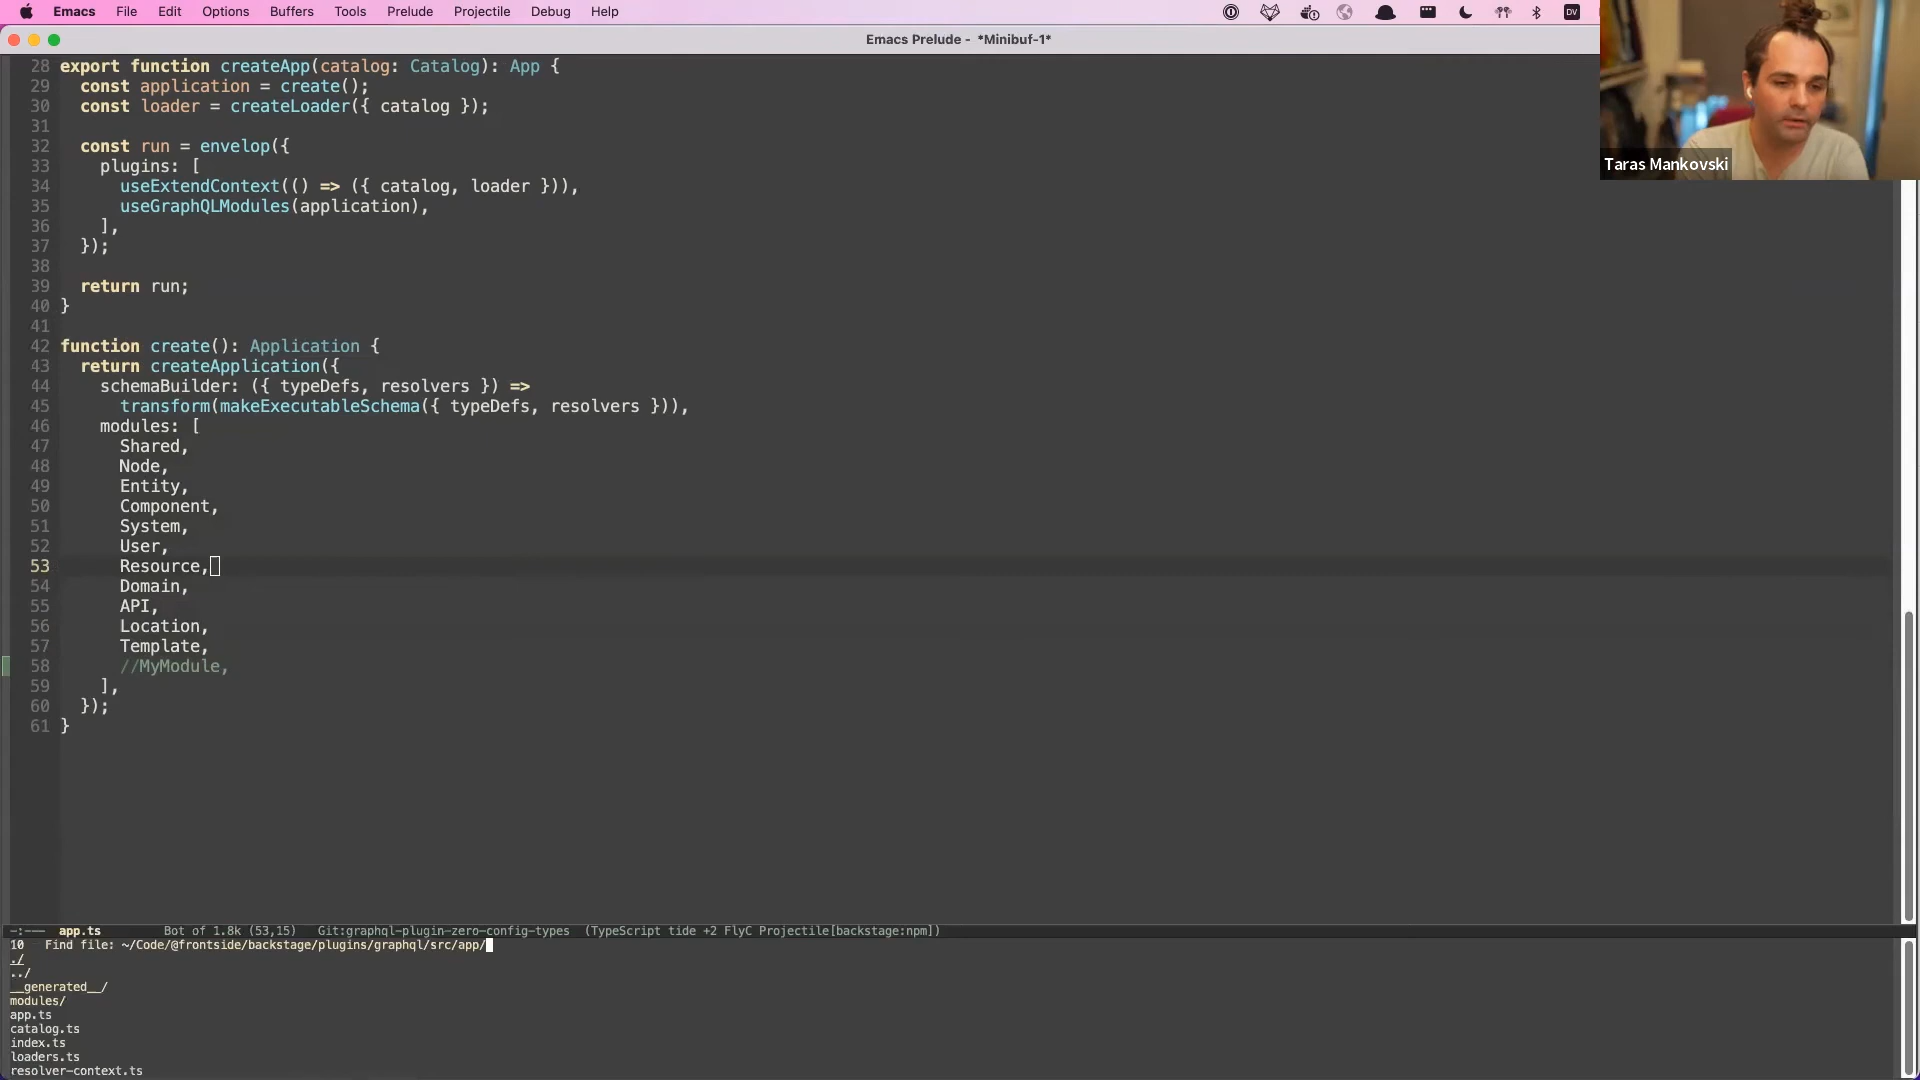 Emacs File Edit Options Buffers Tools Prelude Projectile Debug Help
DV
Emacs Prelude - *Minibuf-1*
Taras Mankovski
28 export function createApp(catalog: Catalog): App {
29 const application = create();
30 const loader = createLoader({ catalog });
31
32 const run = envelop({
33 plugins: [
34 useExtendContext(() => ({ catalog, loader })),
35 useGraphQLModules(application),
36 ],
37 });
38
39 return run;
40 }
41
42 function create(): Application {
43 return createApplication({
44 schemaBuilder: ({ typeDefs, resolvers }) =>
45 transform(makeExecutableSchema({ typeDefs, resolvers })),
46 modules: [
47 Shared,
48 Node,
49 Entity,
50 Component,
51 System,
52 User,
53 Resource,
54 Domain,
55 API,
56 Location,
57 Template,
58 //MyModule,
59 ],
60 });
61 }
-:--- app.ts Bot of 1.8k (53,15) Git:graphql-plugin-zero-config-types (TypeScript tide +2 FlyC Projectile[backstage:npm])
10 Find file: ~/Code/@frontside/backstage/plugins/graphql/src/app/
./
../
__generated__/
modules/
app.ts
catalog.ts
index.ts
loaders.ts
resolver-context.ts